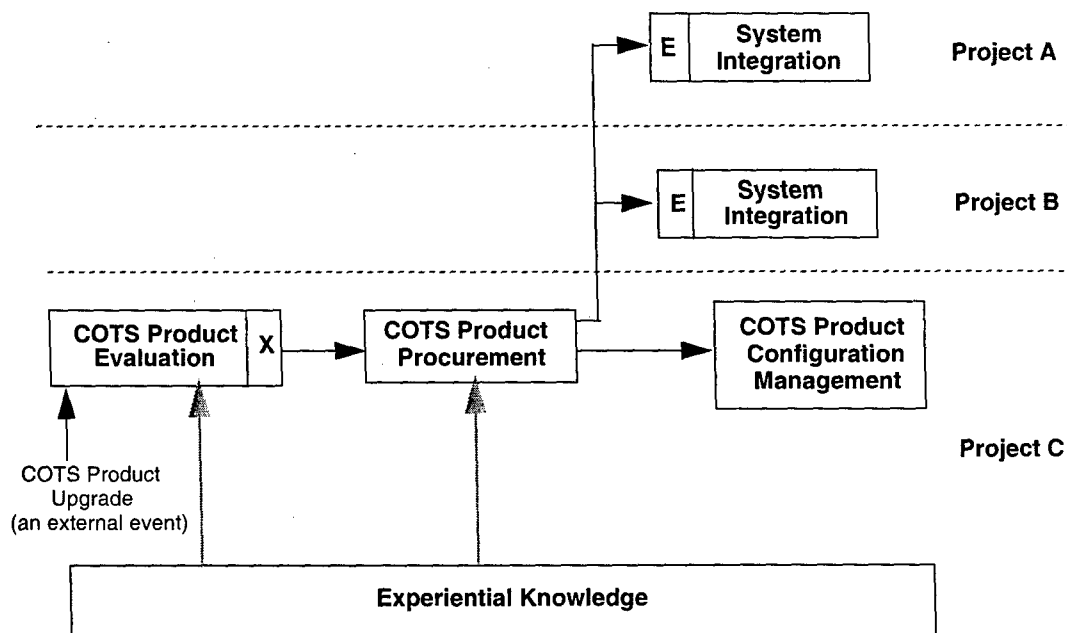 E
System
Integration
Project A
E
System
Integration
Project B
COTS Product
Evaluation
X
COTS Product
Procurement
COTS Product
Configuration
Management
Project C
COTS Product
Upgrade
(an external event)
Experiential Knowledge